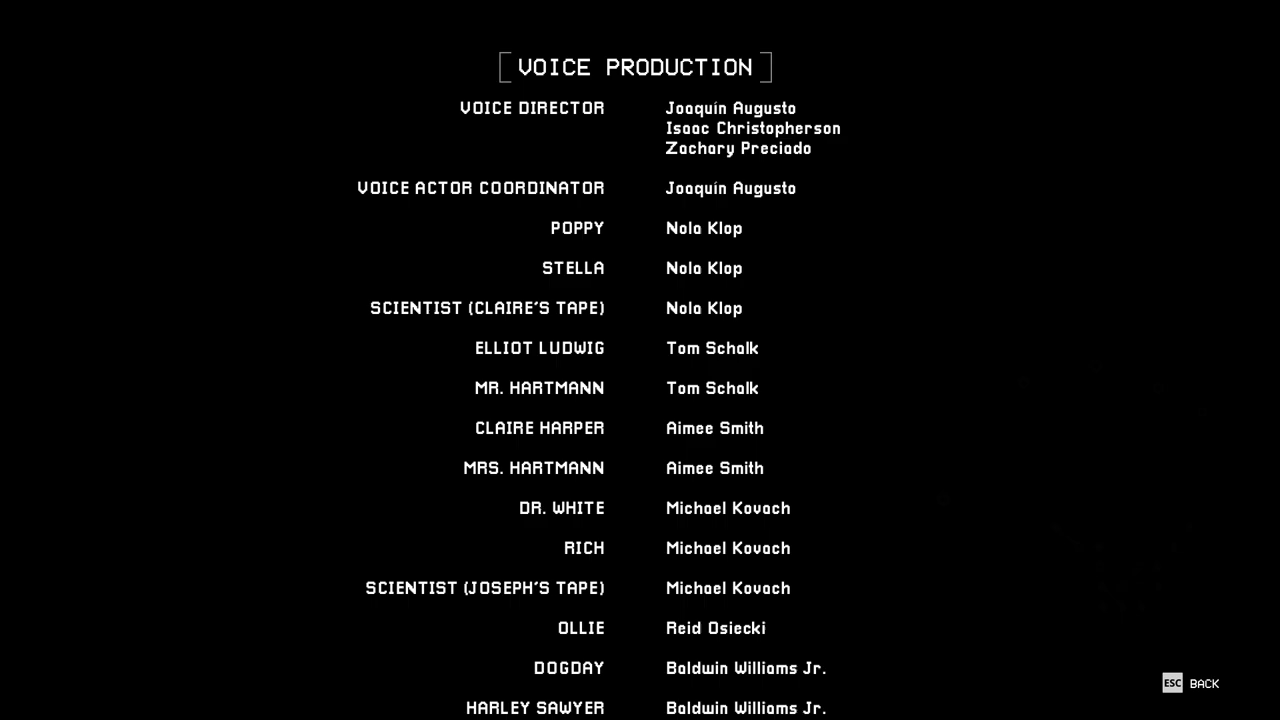 VOICE PRODUCTION
VOICE DIRECTOR Joaquín Augusto
Isaac Christopherson
Zachary Preciado
VOICE ACTOR COORDINATOR Joaquín Augusto
POPPY Nola Klop
STELLA Nola Klop
SCIENTIST (CLAIRE'S TAPE) Nola Klop
ELLIOT LUDWIG Tom Schalk
MR. HARTMANN Tom Schalk
CLAIRE HARPER Aimee Smith
MRS. HARTMANN Aimee Smith
DR. WHITE Michael Kovach
RICH Michael Kovach
SCIENTIST (JOSEPH'S TAPE) Michael Kovach
OLLIE Reid Osiecki
DOGDAY Baldwin Williams Jr.
HARLEY SAWYER Baldwin Williams Jr.
ESC BACK